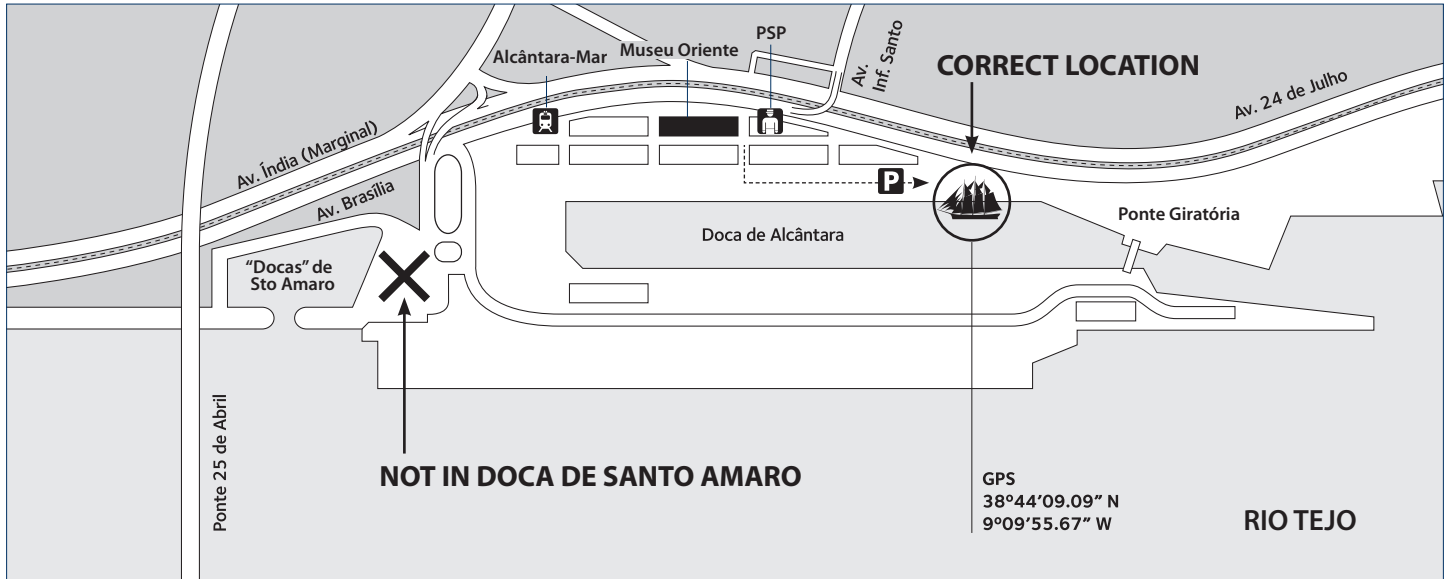 PSP
Alcântara-Mar
Museu Oriente
Av.
Inf. Santo
CORRECT LOCATION
Av. 24 de Julho
Av. Índia (Marginal)
Av. Brasília
P
Ponte Giratória
Doca de Alcântara
"Docas" de
Sto Amaro
Ponte 25 de Abril
NOT IN DOCA DE SANTO AMARO
GPS
38º44’09.09” N
9º09’55.67” W
RIO TEJO